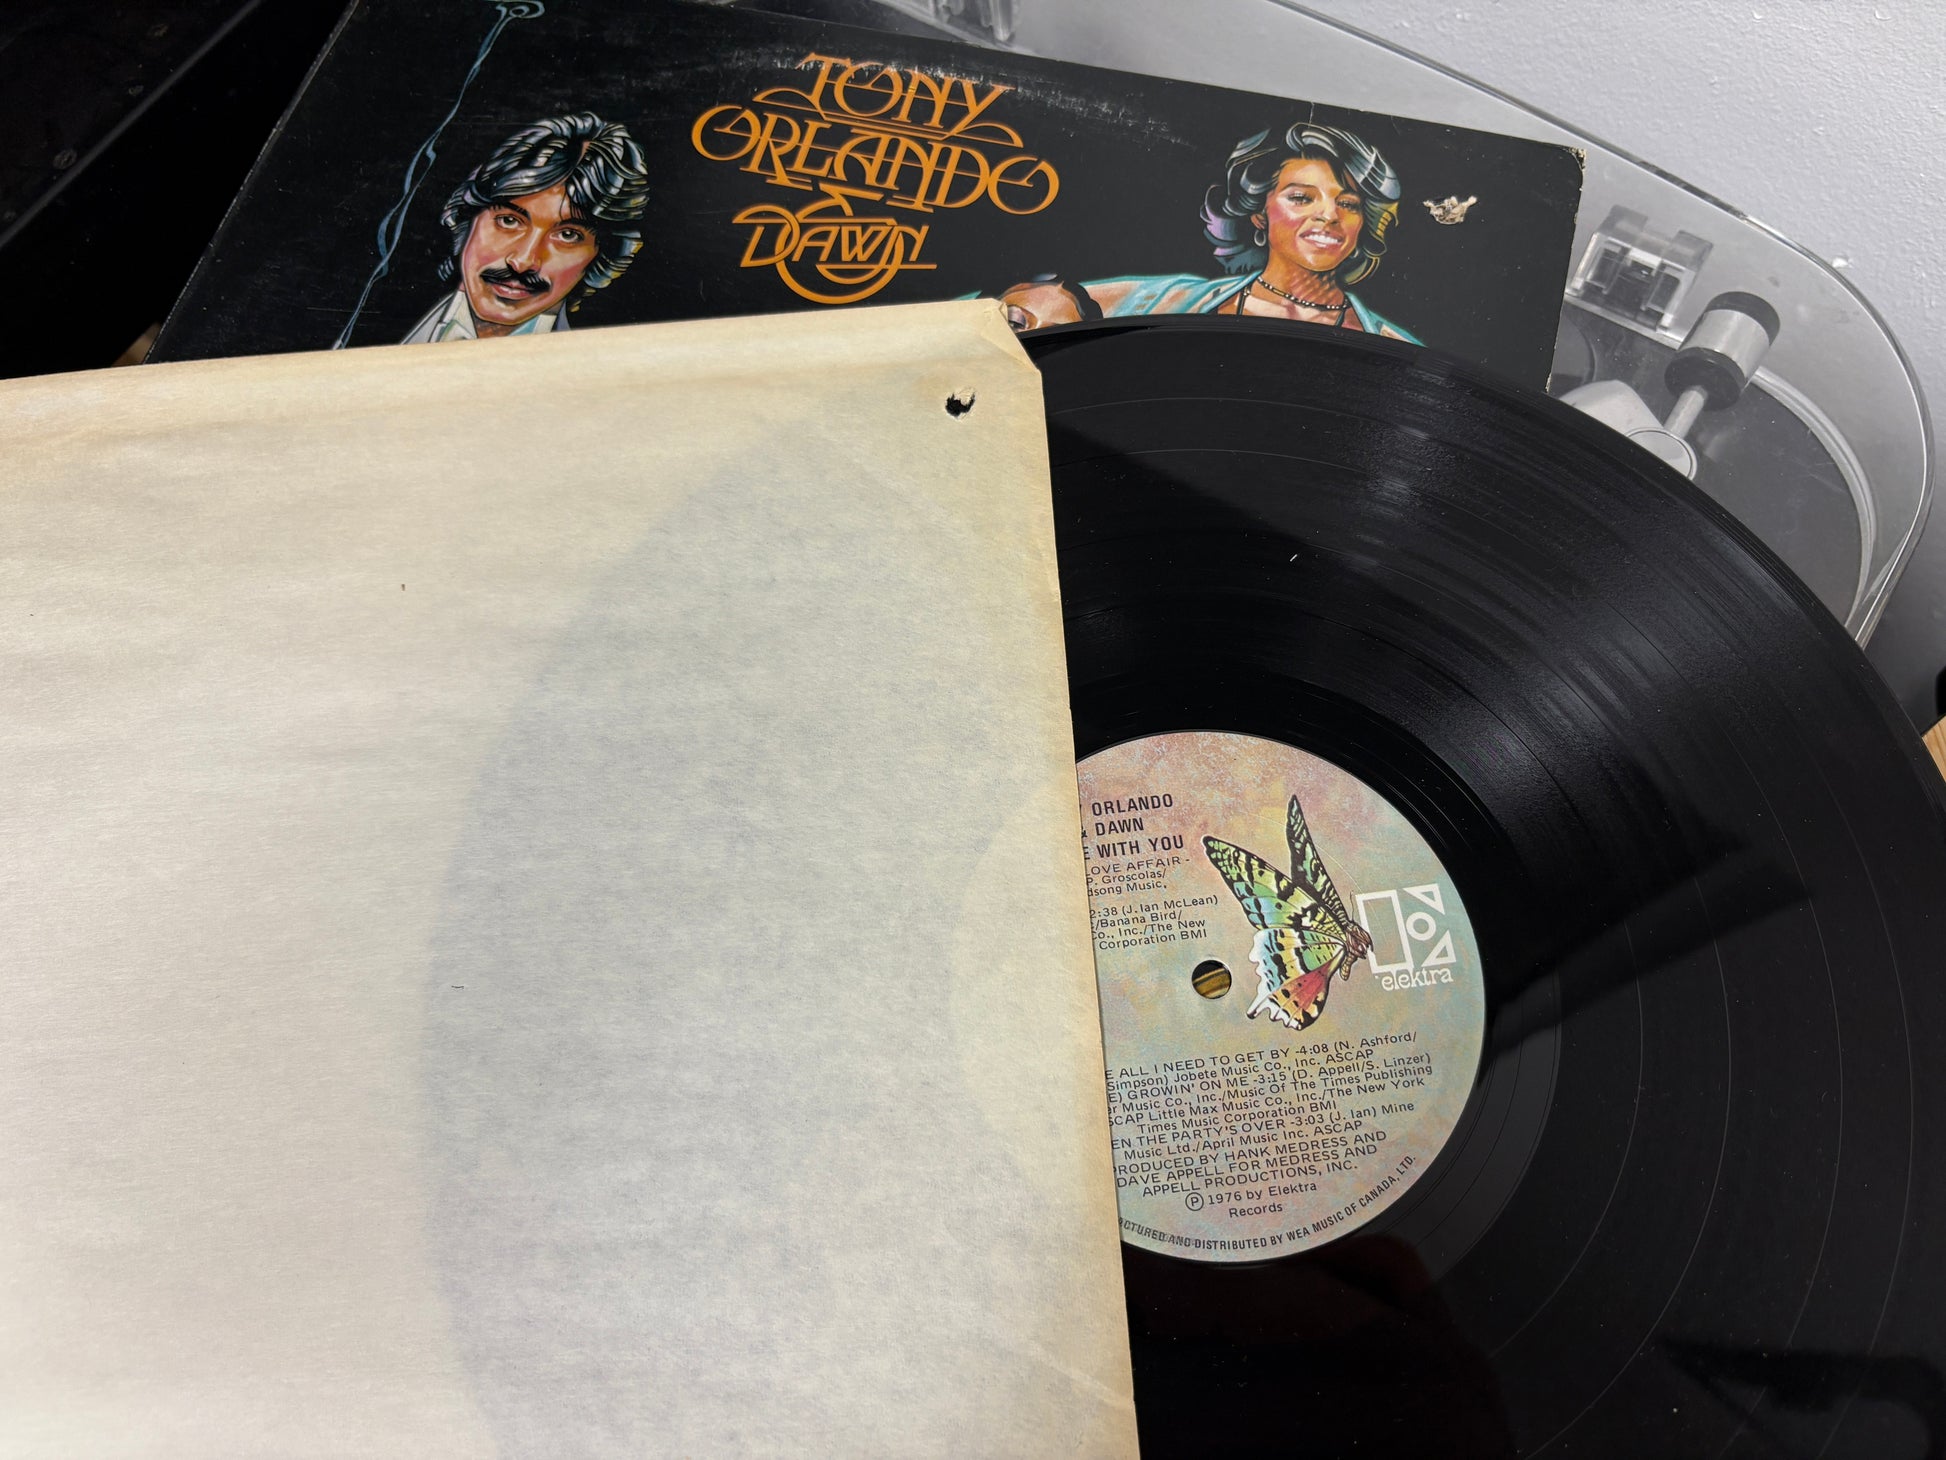 TONY
ORLANDO
& DAWN
ORLANDO
& DAWN
WITH YOU
LOVE AFFAIR -
P. Groscolas/
Music,
2:38 (J. Ian McLean)
/Banana Bird/
Co., Inc./The New
Corporation BMI
elektra
ALL I NEED TO GET BY -4:08 (N. Ashford/
Simpson) Jobete Music Co., Inc. ASCAP
GROWIN' ON ME -3:15 (D. Appell/S. Linzer)
Music Co., Inc./Music Of The Times Publishing
Little Max Music Co., Inc./The New York
Times Music Corporation BMI
THE PARTY'S OVER -3:03 (J. Ian) Mine
Music Ltd./April Music Inc. ASCAP
PRODUCED BY HANK MEDRESS AND
DAVE APPELL FOR MEDRESS AND
APPELL PRODUCTIONS, INC.
Ⓟ 1976 by Elektra
Records
AND DISTRIBUTED BY WEA MUSIC OF CANADA, LTD.